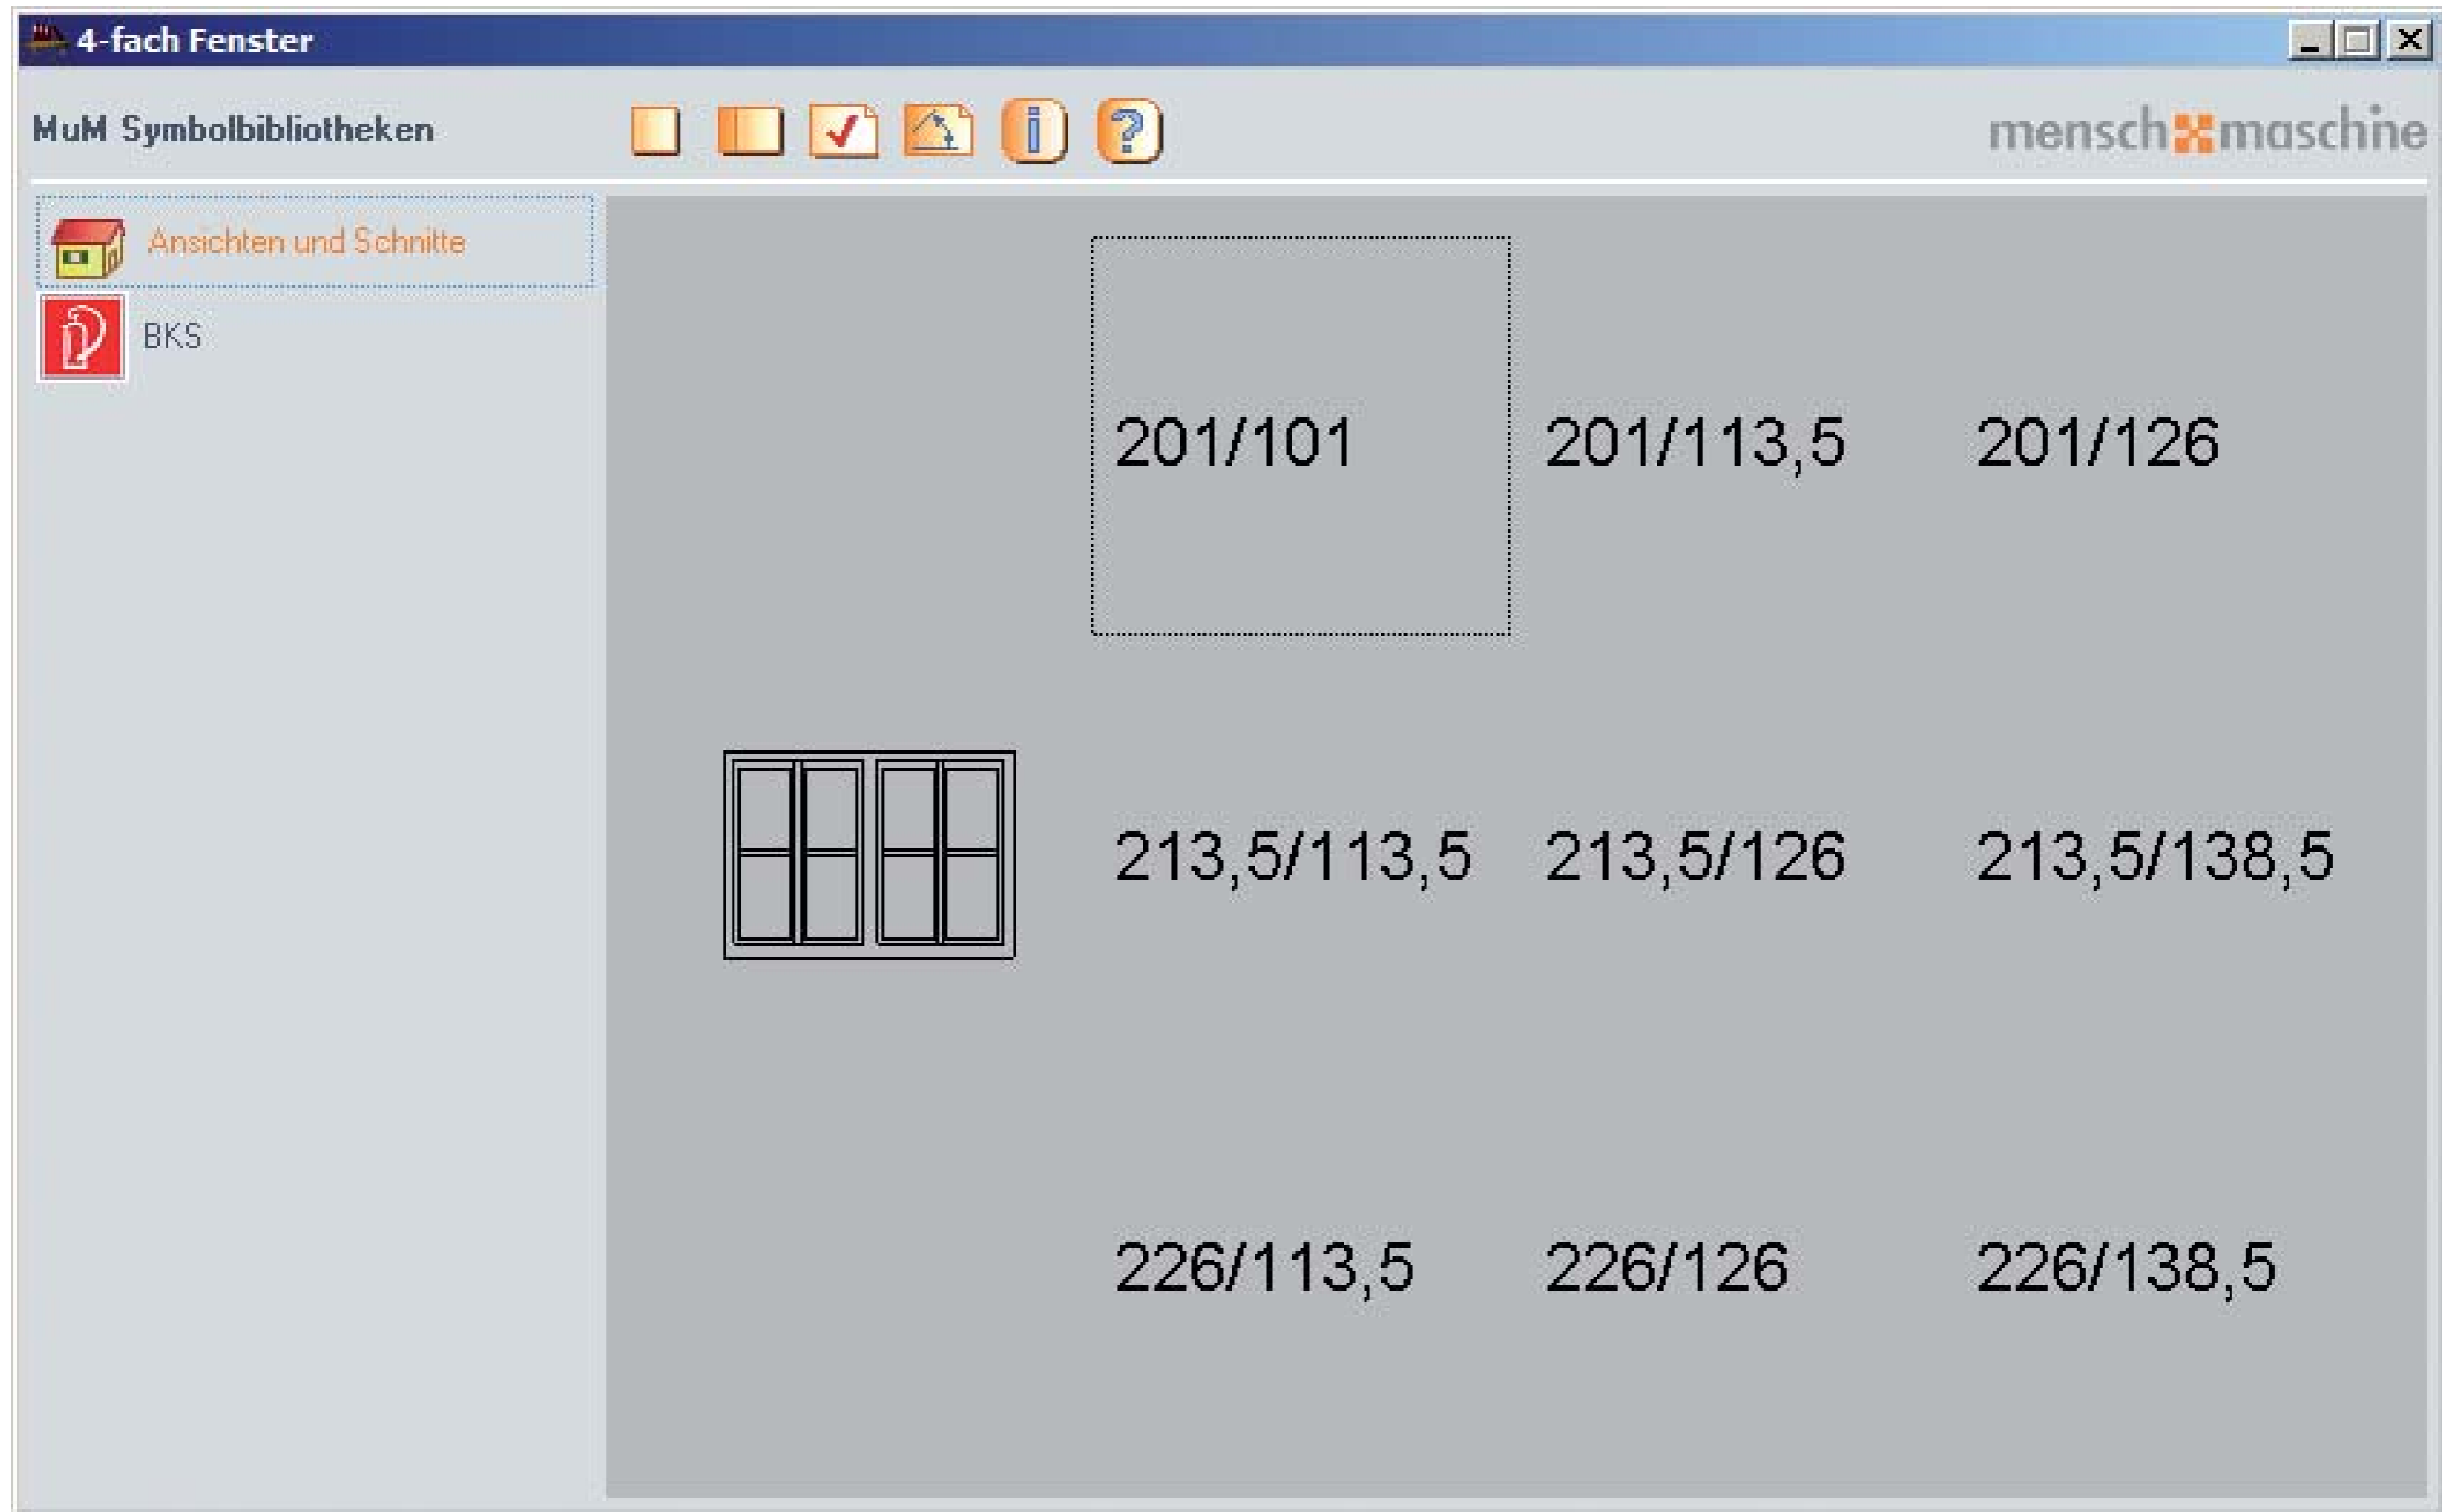 4-fach Fenster
MuM Symbolbibliotheken
mensch maschine
Ansichten und Schnitte
BKS
201/101 201/113,5 201/126
213,5/113,5 213,5/126 213,5/138,5
226/113,5 226/126 226/138,5